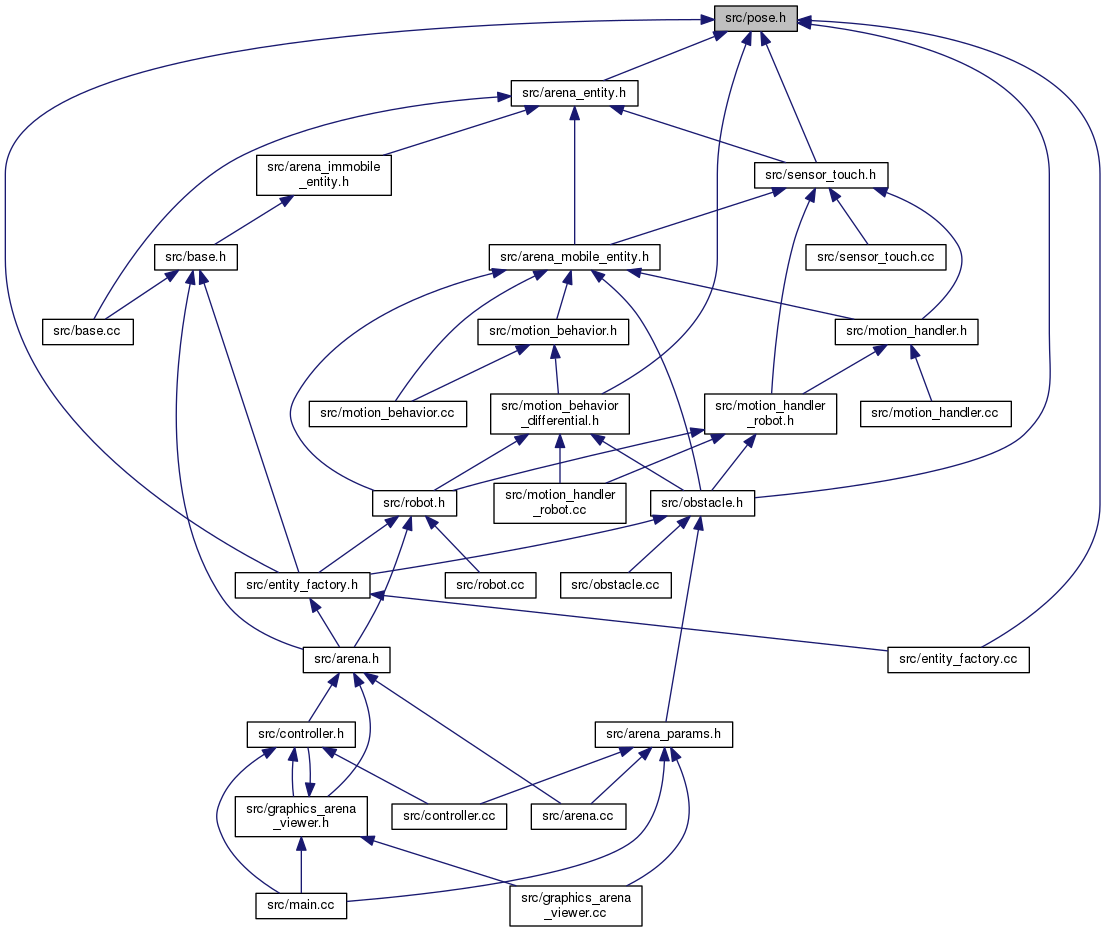 src/pose.h
src/arena_entity.h
src/arena_immobile
_entity.h
src/sensor_touch.h
src/base.h
src/arena_mobile_entity.h
src/sensor_touch.cc
src/base.cc
src/motion_behavior.h
src/motion_handler.h
src/motion_behavior.cc
src/motion_behavior
_differential.h
src/motion_handler
_robot.h
src/motion_handler.cc
src/robot.h
src/motion_handler
_robot.cc
src/obstacle.h
src/entity_factory.h
src/robot.cc
src/obstacle.cc
src/arena.h
src/entity_factory.cc
src/controller.h
src/arena_params.h
src/graphics_arena
_viewer.h
src/controller.cc
src/arena.cc
src/main.cc
src/graphics_arena
_viewer.cc